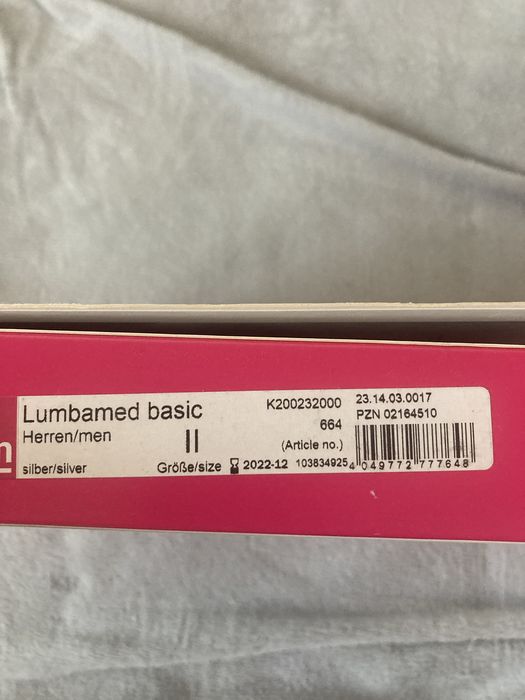 m
Lumbamed basic
Herren/men
silber/silver
II
Größe/size
2022-12
K200232000
664
(Article no.)
103834925
23.14.03.0017
PZN 02164510
4 049772 777648